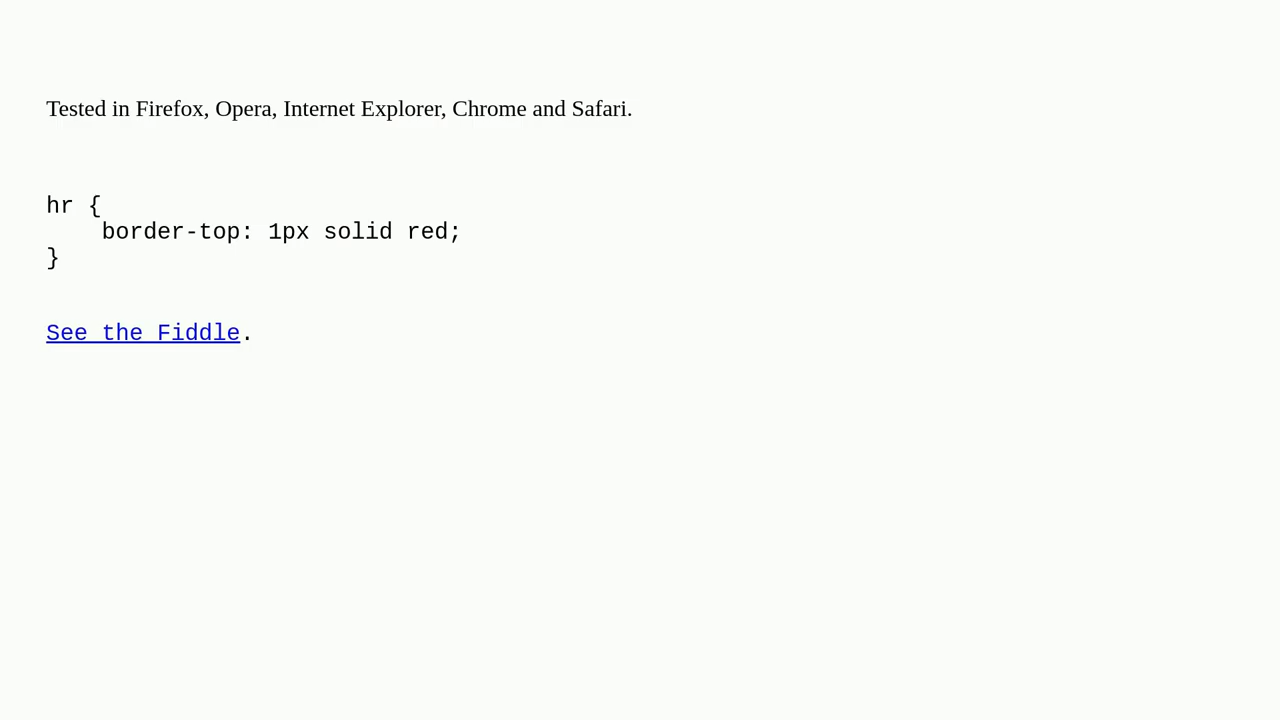 Tested in Firefox, Opera, Internet Explorer, Chrome and Safari.
hr {
    border-top: 1px solid red;
}
See the Fiddle.